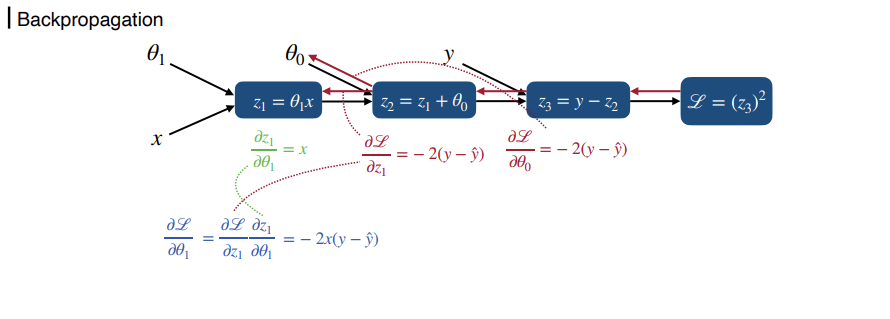 Backpropagation
θ₁ θ₀ y
z₁ = θ₁x z₂ = z₁ + θ₀ z₃ = y − z₂ ℒ = (z₃)²
x
∂z₁/∂θ₁ = x ∂ℒ/∂z₁ = − 2(y − ŷ) ∂ℒ/∂θ₀ = − 2(y − ŷ)
∂ℒ/∂θ₁ = ∂ℒ/∂z₁ ∂z₁/∂θ₁ = − 2x(y − ŷ)